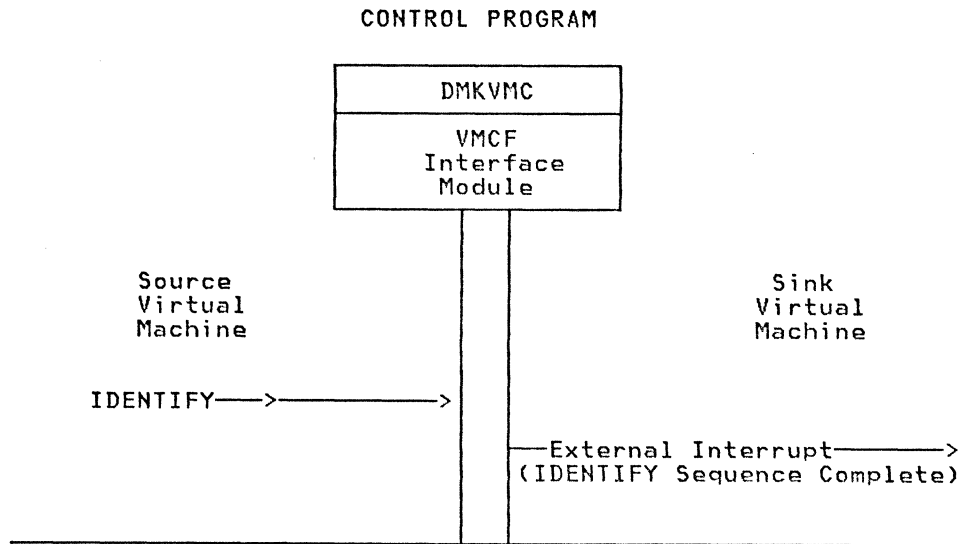 CONTROL PROGRAM
DMKVMC
VMCF
Interface
Module
Source
Virtual
Machine
Sink
Virtual
Machine
IDENTIFY
External Interrupt
(IDENTIFY Sequence Complete)